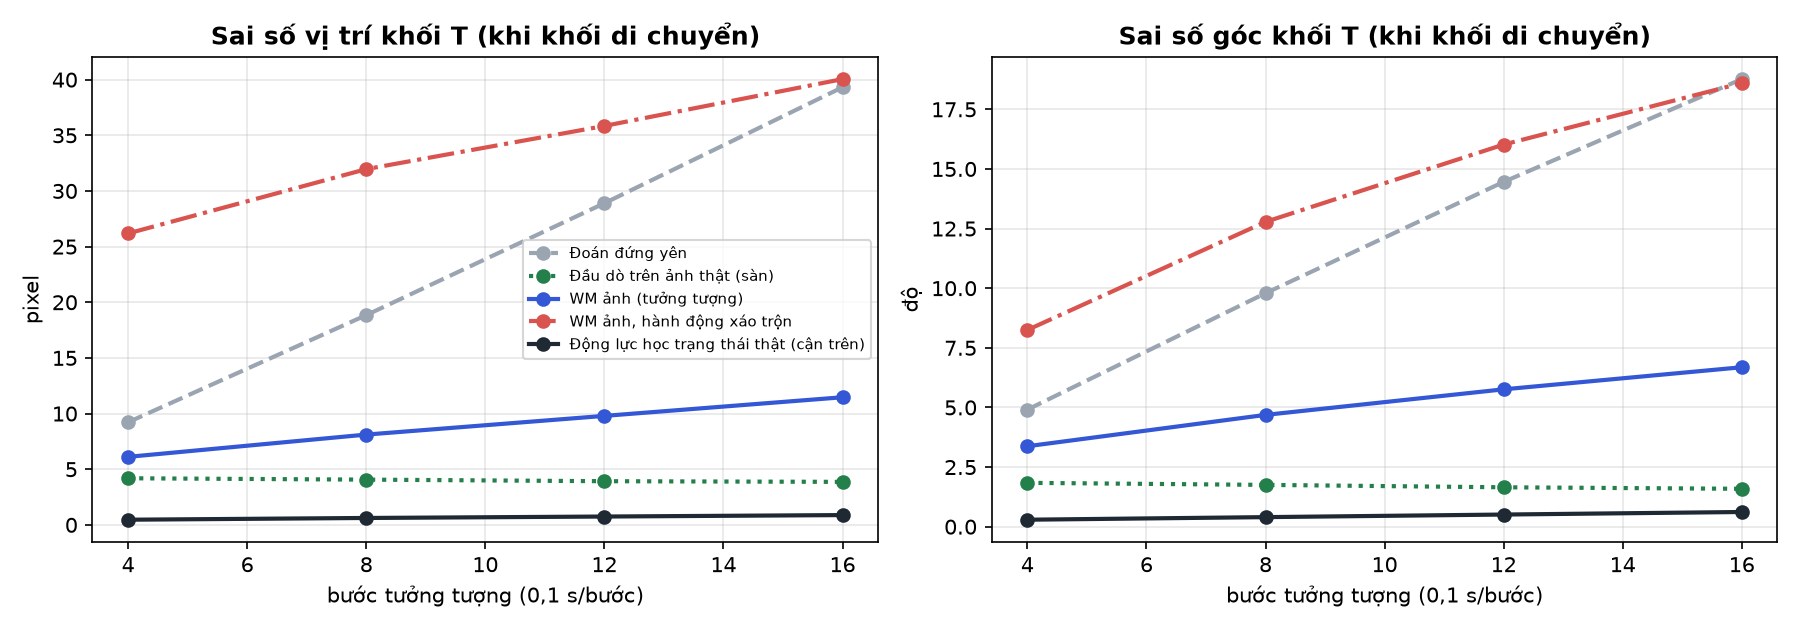 Sai số vị trí khối T (khi khối di chuyển)
40
35
30
25
20
15
10
5
0
pixel
4 6 8 10 12 14 16
bước tưởng tượng (0,1 s/bước)
Đoán đứng yên
Đầu dò trên ảnh thật (sàn)
WM ảnh (tưởng tượng)
WM ảnh, hành động xáo trộn
Động lực học trạng thái thật (cận trên)
Sai số góc khối T (khi khối di chuyển)
17.5
15.0
12.5
10.0
7.5
5.0
2.5
0.0
độ
4 6 8 10 12 14 16
bước tưởng tượng (0,1 s/bước)